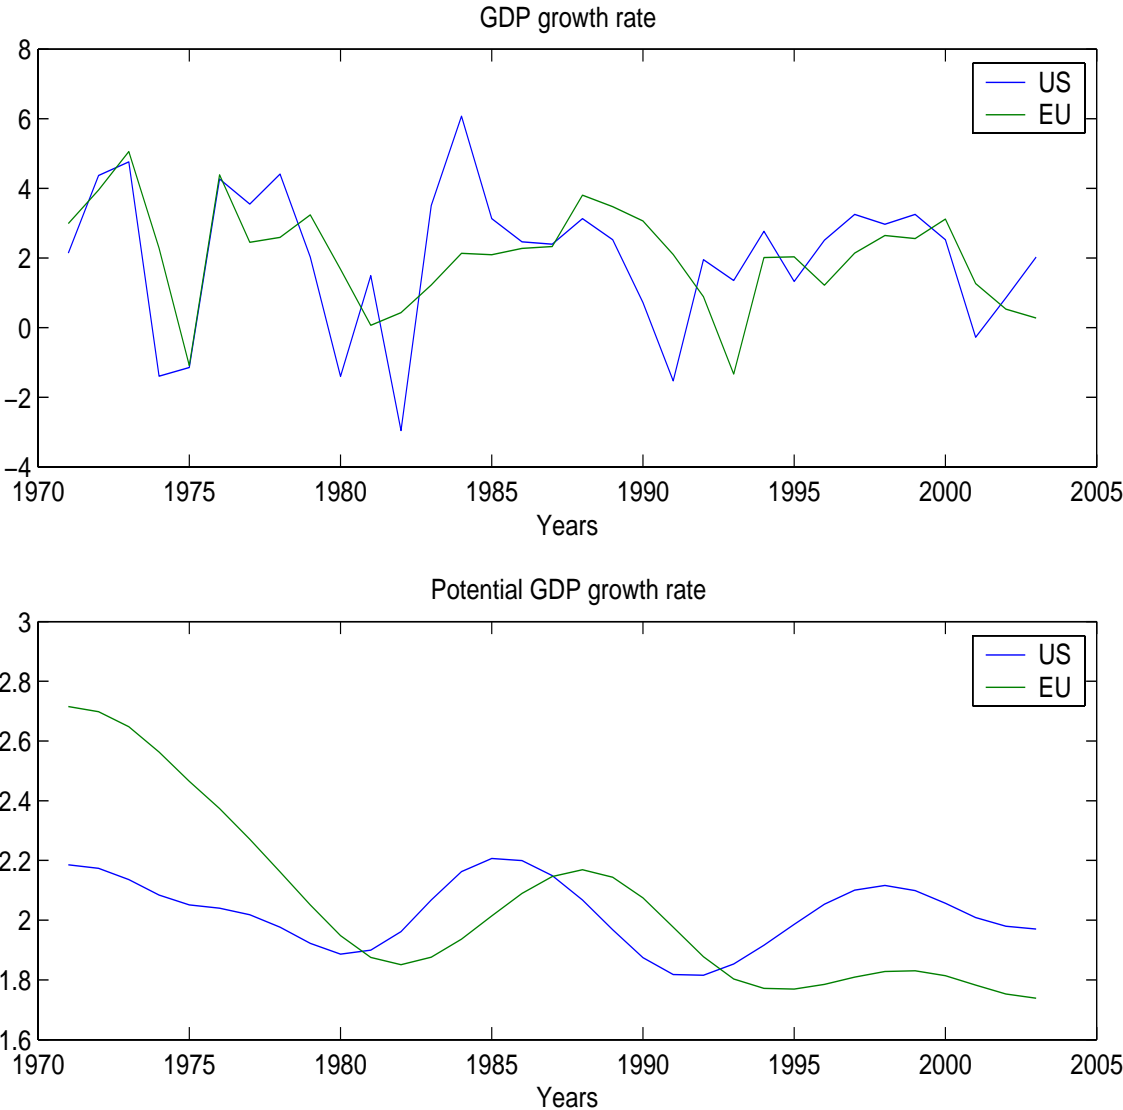 GDP growth rate
8
6
4
2
0
−2
−4
US
EU
1970 1975 1980 1985 1990 1995 2000 2005
Years
Potential GDP growth rate
3
2.8
2.6
2.4
2.2
2
1.8
1.6
US
EU
1970 1975 1980 1985 1990 1995 2000 2005
Years